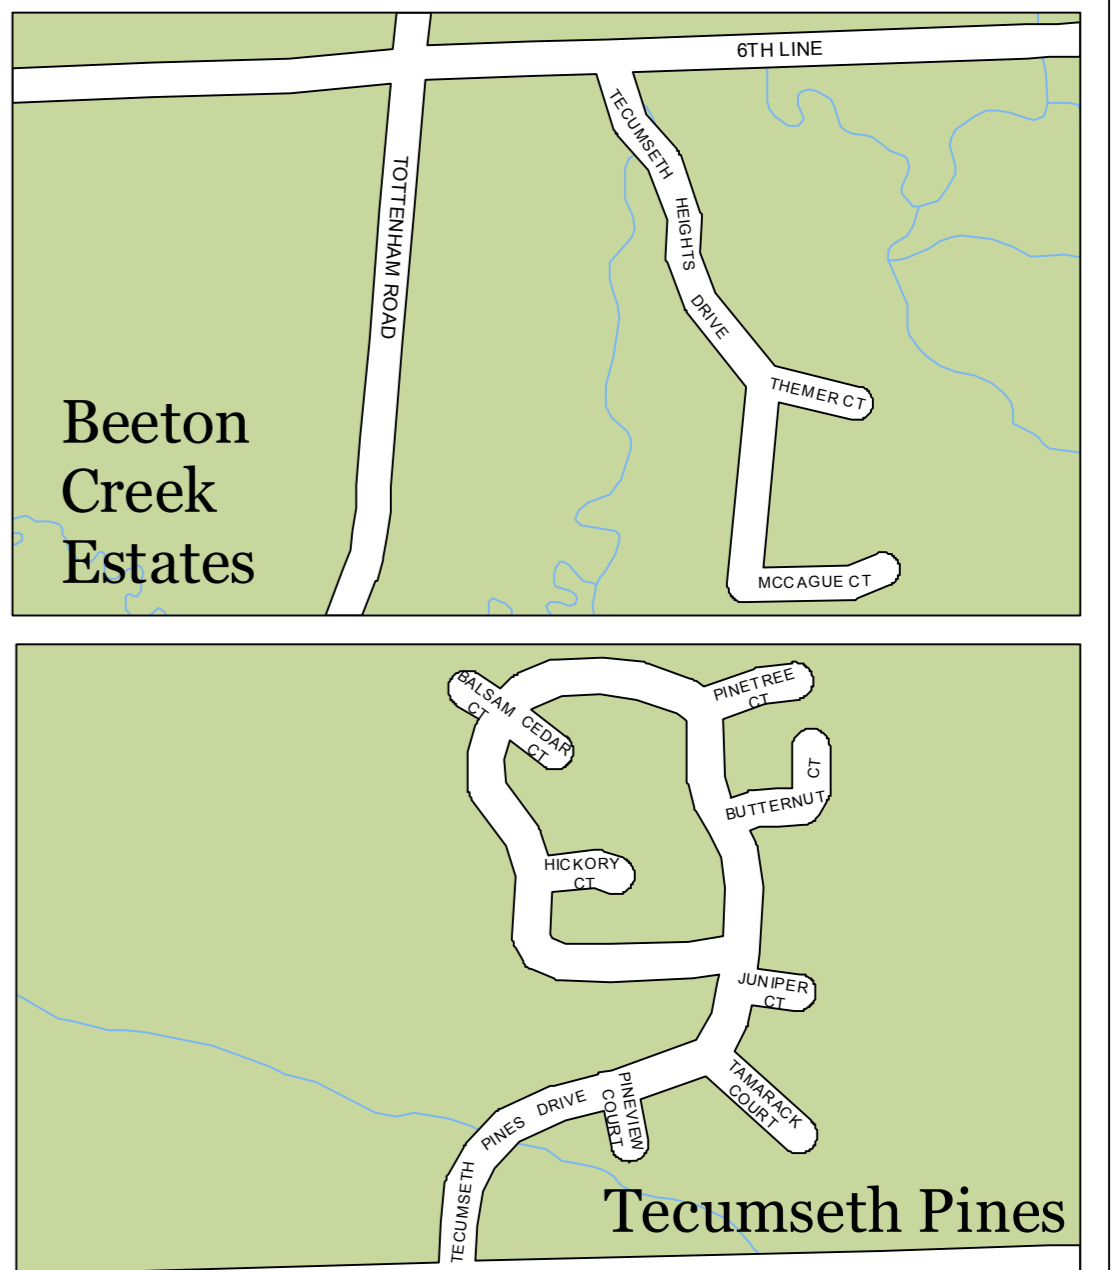 6TH LINE
TECUMSETH HEIGHTS DRIVE
TOTTENHAM ROAD
THEMER CT
Beeton
Creek
Estates
MCCAGUE CT
BALSAM
CT
PINETREE
CT
CEDAR
CT
BUTTERNUT CT
HICKORY
CT
JUNIPER
CT
TAMARACK
COURT
PINEVIEW
COURT
TECUMSETH PINES DRIVE
Tecumseth Pines